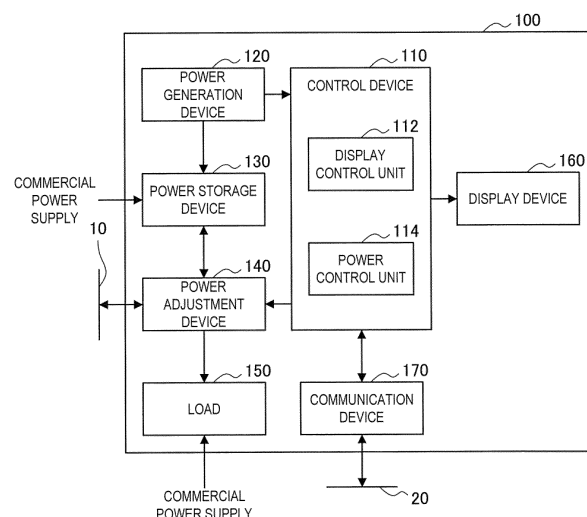 100
120
POWER
GENERATION
DEVICE
110
CONTROL DEVICE
112
DISPLAY
CONTROL UNIT
130
POWER STORAGE
DEVICE
COMMERCIAL
POWER
SUPPLY
160
DISPLAY DEVICE
10
114
POWER
CONTROL UNIT
140
POWER
ADJUSTMENT
DEVICE
150
LOAD
170
COMMUNICATION
DEVICE
COMMERCIAL
POWER SUPPLY
20